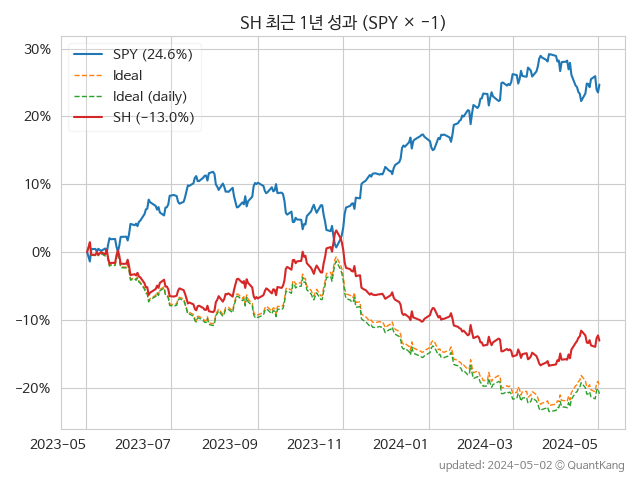 SH 최근 1년 성과 (SPY × −1)
SPY (24.6%)
Ideal
Ideal (daily)
SH (−13.0%)
30%
20%
10%
0%
−10%
−20%
2023-05 2023-07 2023-09 2023-11 2024-01 2024-03 2024-05
updated: 2024-05-02 © QuantKang